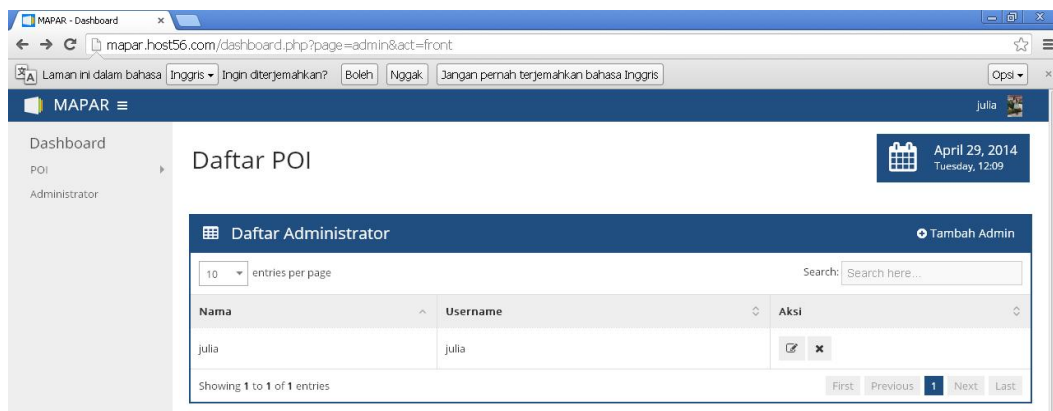 MAPAR - Dashboard
mapar.host56.com/dashboard.php?page=admin&act=front
Laman ini dalam bahasa Inggris Ingin diterjemahkan? Boleh Nggak Jangan pernah terjemahkan bahasa Inggris Opsi
MAPAR julia
Dashboard
POI
Administrator
Daftar POI
April 29, 2014
Tuesday, 12:09
Daftar Administrator Tambah Admin
10 entries per page Search: Search here...
Nama Username Aksi
julia julia
Showing 1 to 1 of 1 entries First Previous 1 Next Last